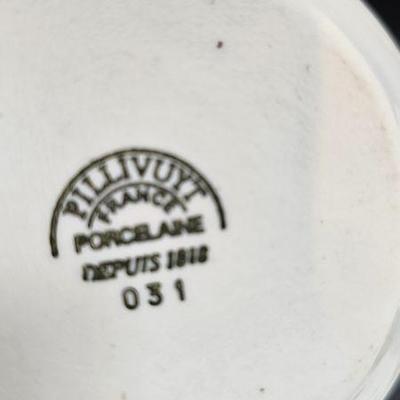 PILLIVUYT
FRANCE
PORCELAINE
DEPUIS 1818
031